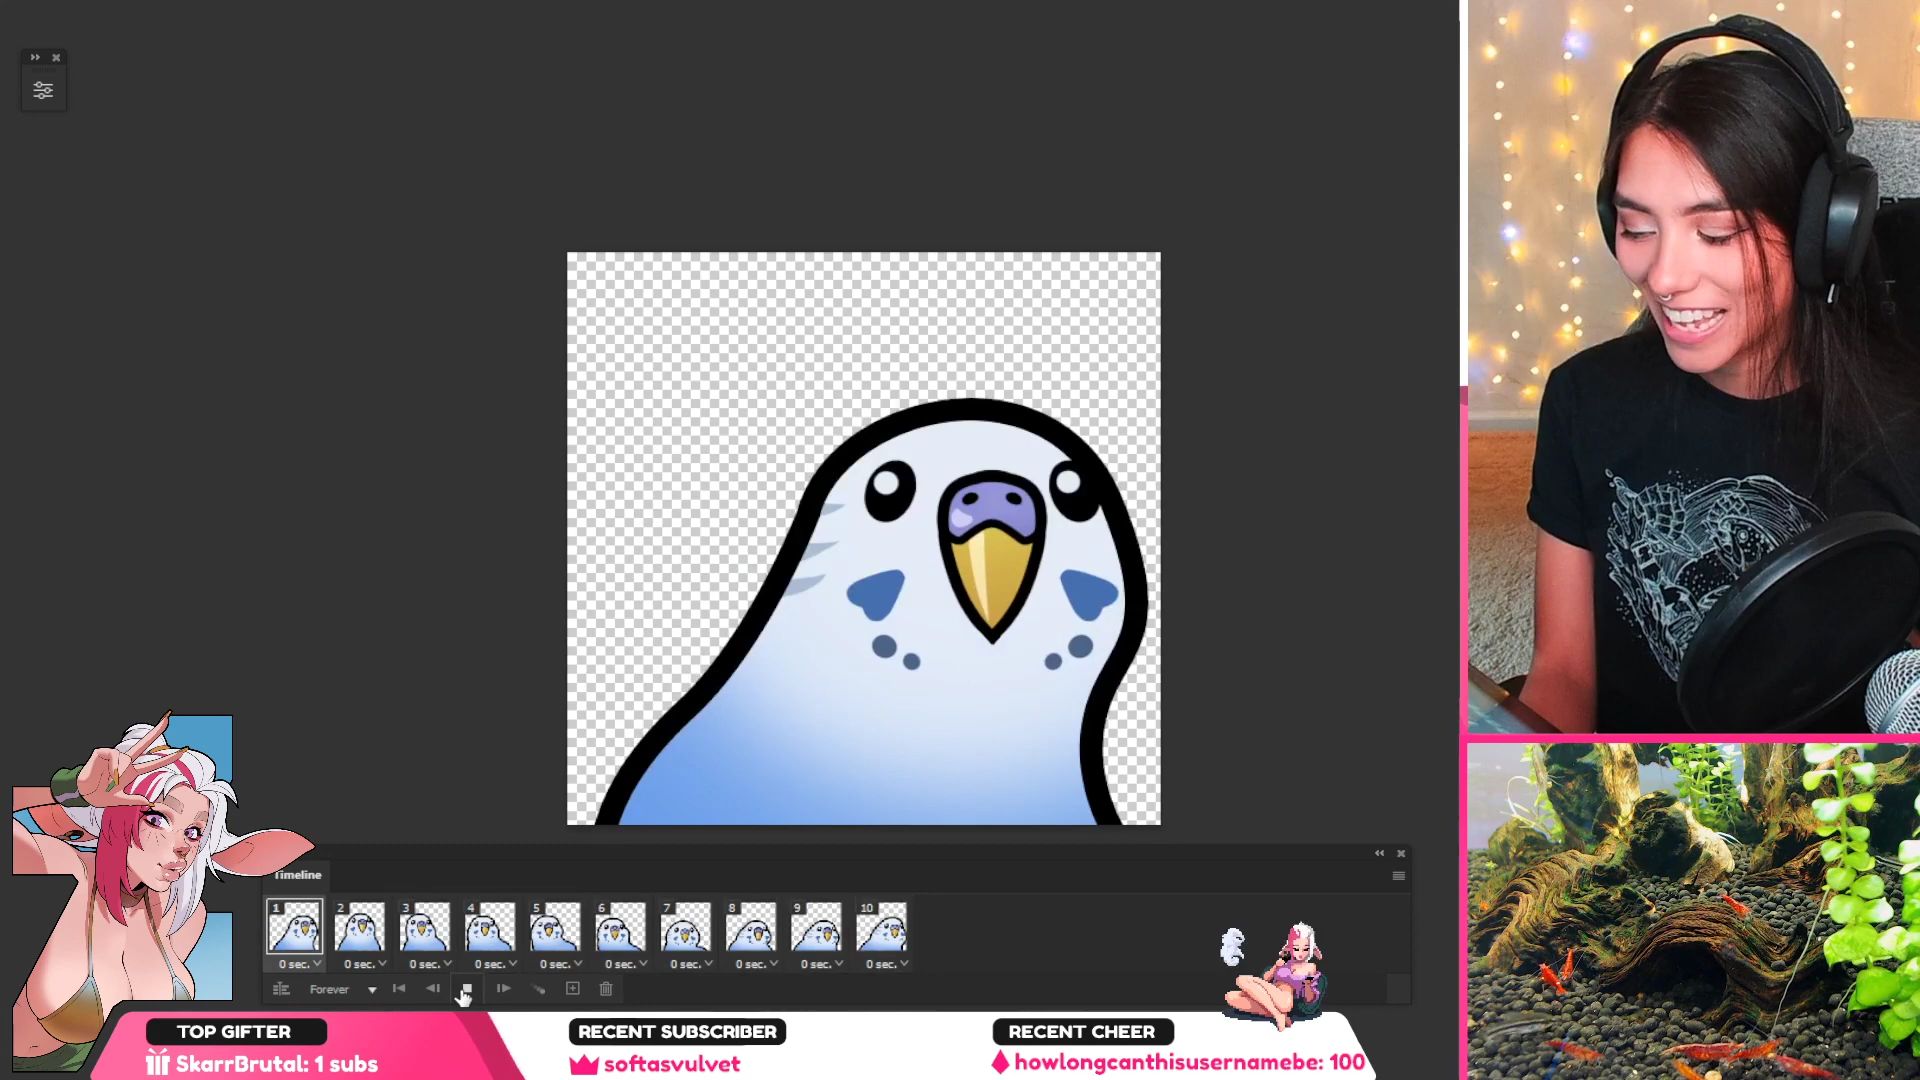 Timeline
1 2 3 4 5 6 7 8 9 10
0 sec. 0 sec. 0 sec. 0 sec. 0 sec. 0 sec. 0 sec. 0 sec. 0 sec. 0 sec.
Forever
TOP GIFTER
SkarrBrutal: 1 subs
RECENT SUBSCRIBER
softasvulvet
RECENT CHEER
howlongcanthisusernamebe: 100